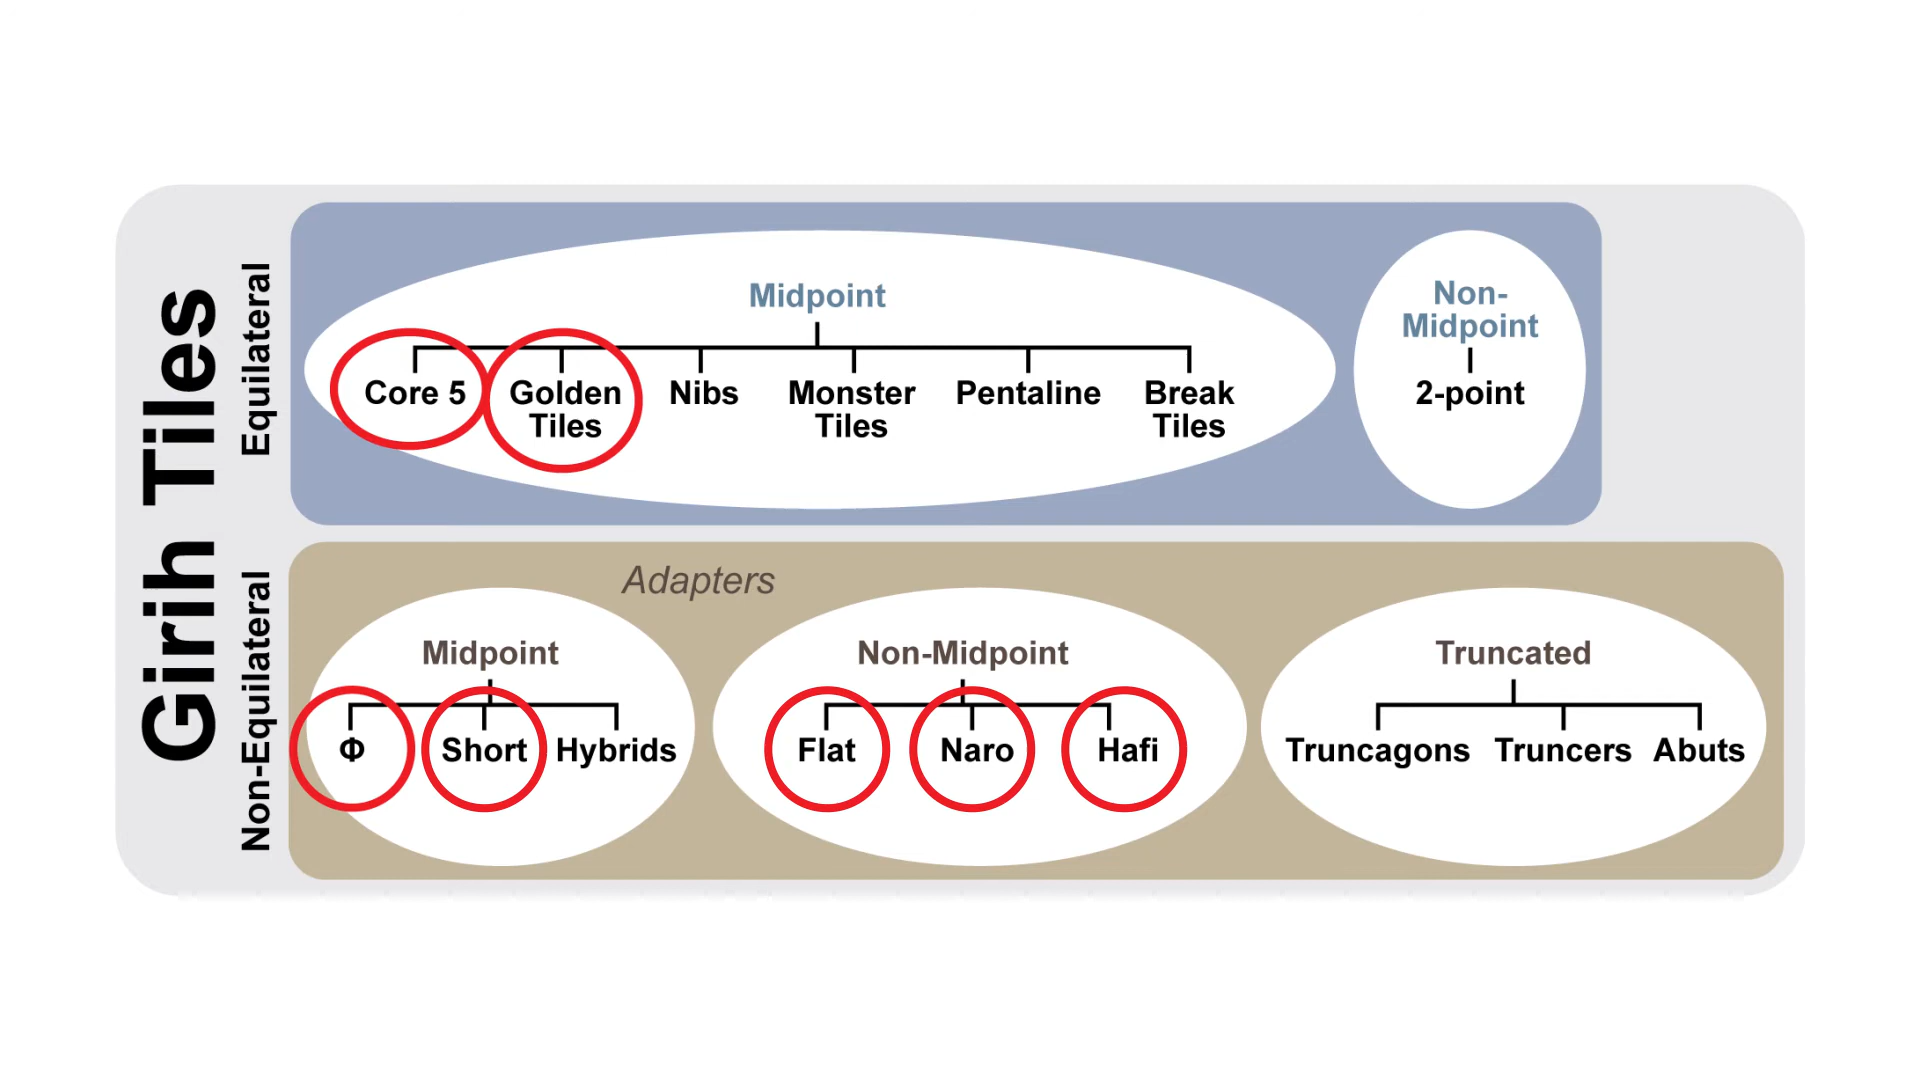 Girih Tiles
Equilateral
Midpoint
Core 5
Golden
Tiles
Nibs
Monster
Tiles
Pentaline
Break
Tiles
Non-
Midpoint
2-point
Non-Equilateral
Adapters
Midpoint
Φ
Short
Hybrids
Non-Midpoint
Flat
Naro
Hafi
Truncated
Truncagons
Truncers
Abuts